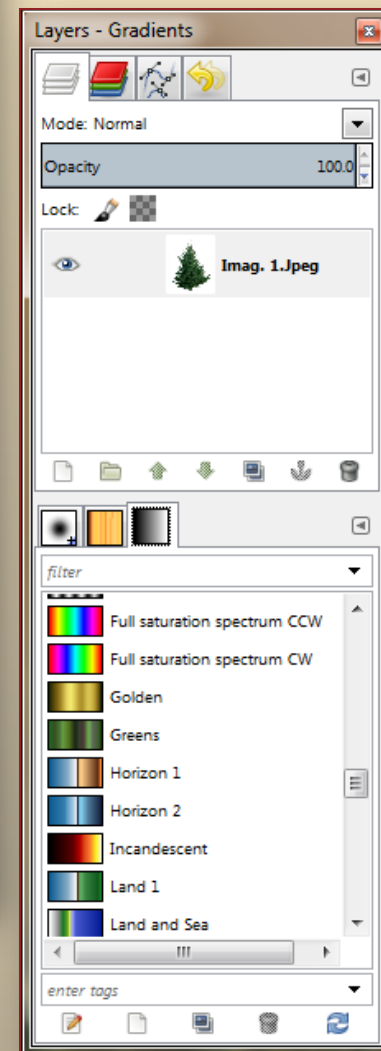 Layers - Gradients
Mode: Normal
Opacity 100.0
Lock:
Imag. 1.Jpeg
filter
Full saturation spectrum CCW
Full saturation spectrum CW
Golden
Greens
Horizon 1
Horizon 2
Incandescent
Land 1
Land and Sea
enter tags